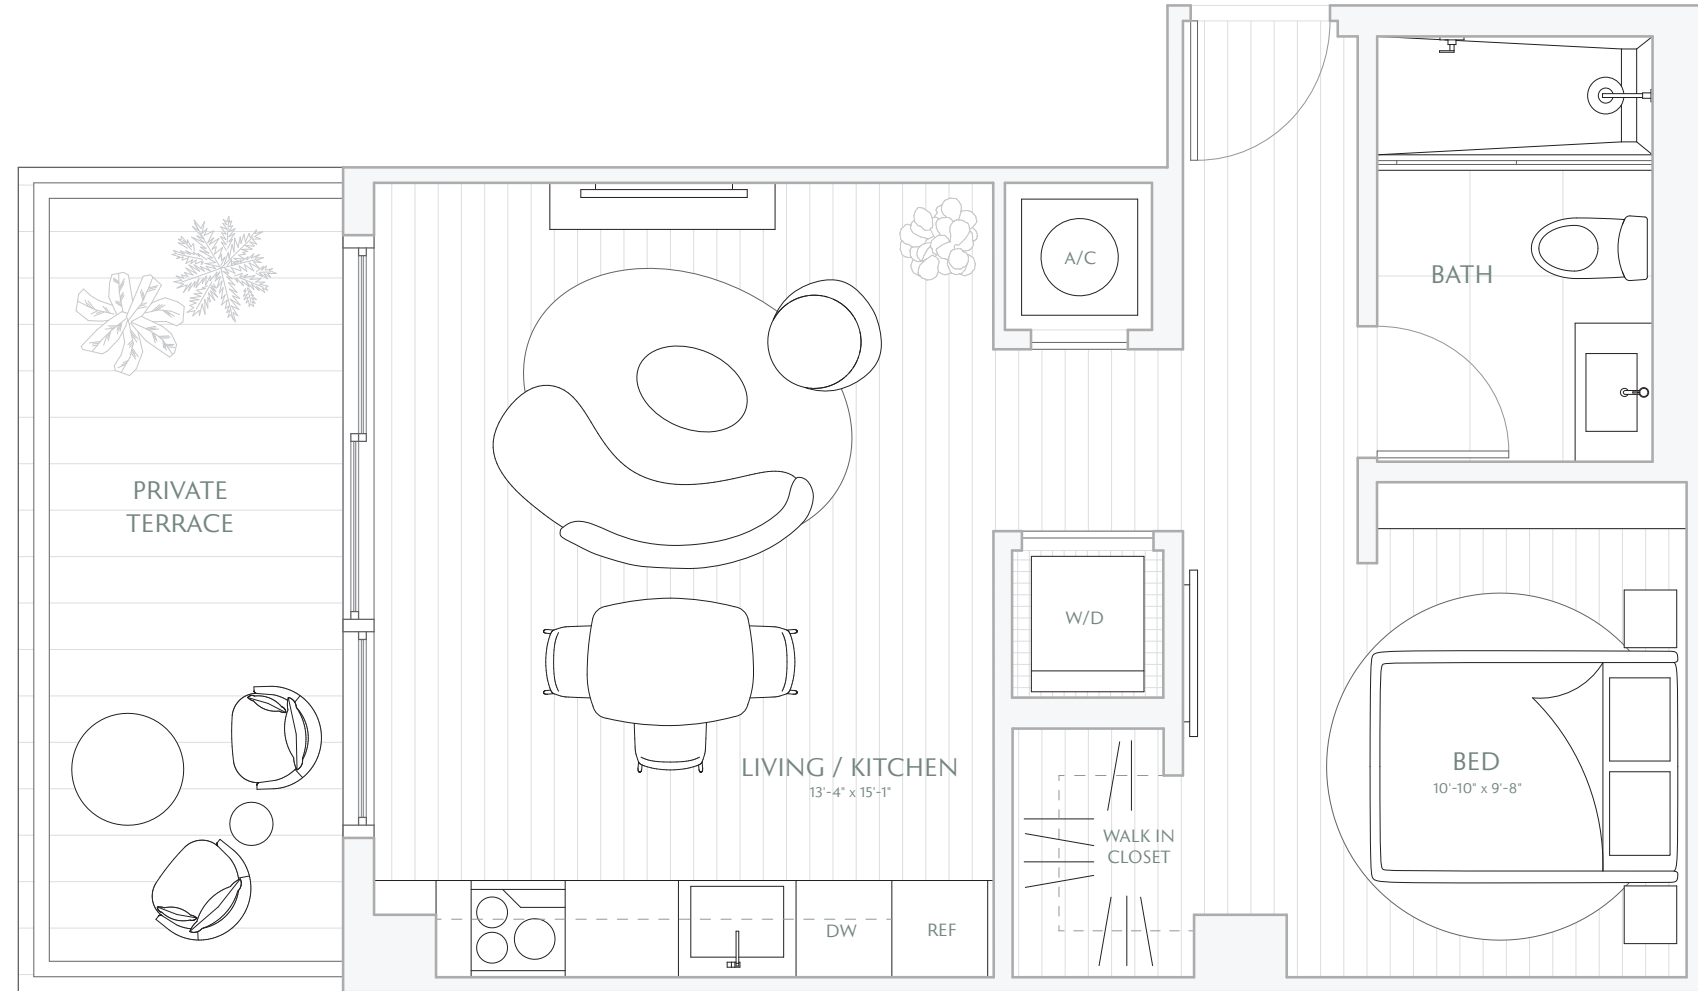 A/C
BATH
PRIVATE
TERRACE
W/D
LIVING / KITCHEN
13'-4" x 15'-1"
BED
10'-10" x 9'-8"
WALK IN
CLOSET
DW
REF